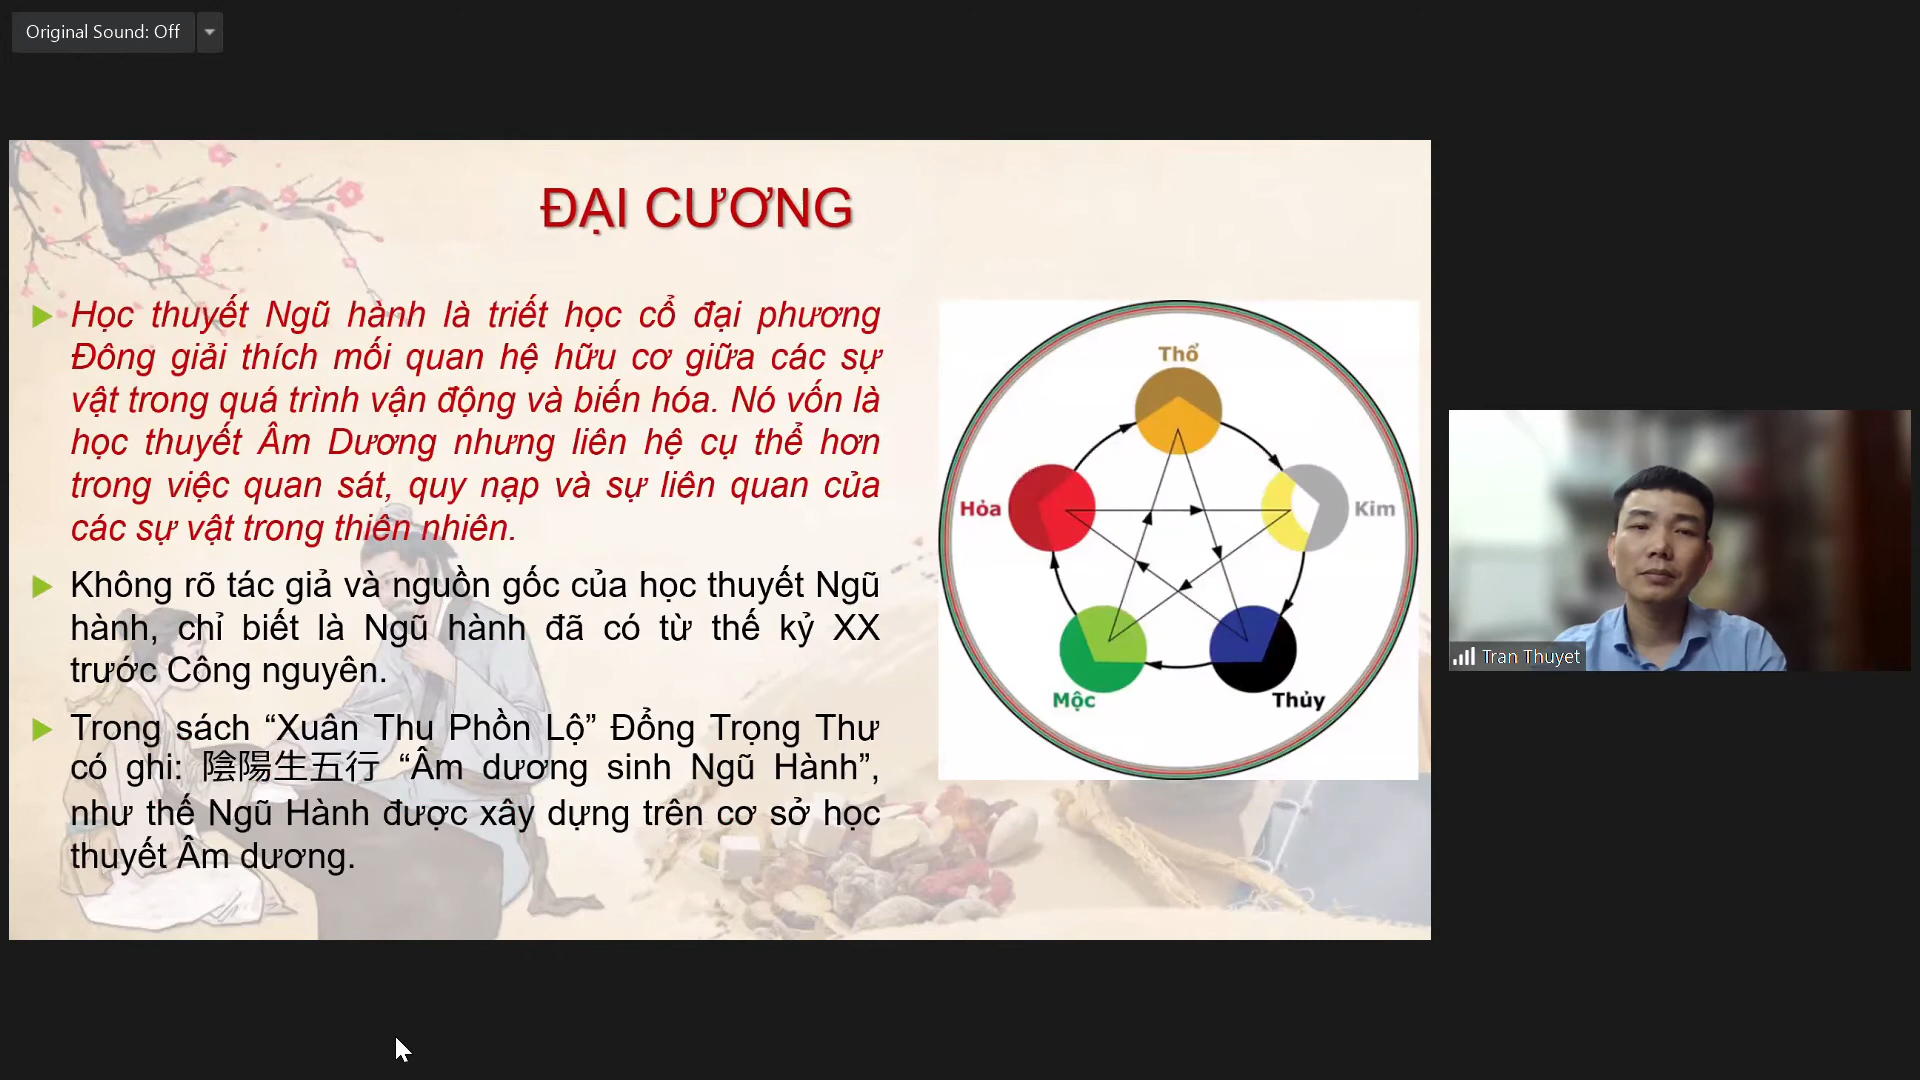 Original Sound: Off
ĐẠI CƯƠNG
Học thuyết Ngũ hành là triết học cổ đại phương
Đông giải thích mối quan hệ hữu cơ giữa các sự
vật trong quá trình vận động và biến hóa. Nó vốn là
học thuyết Âm Dương nhưng liên hệ cụ thể hơn
trong việc quan sát, quy nạp và sự liên quan của
các sự vật trong thiên nhiên.
Không rõ tác giả và nguồn gốc của học thuyết Ngũ
hành, chỉ biết là Ngũ hành đã có từ thế kỷ XX
trước Công nguyên.
Trong sách “Xuân Thu Phồn Lộ” Đổng Trọng Thư
có ghi: 陰陽生五行 “Âm dương sinh Ngũ Hành”,
như thế Ngũ Hành được xây dựng trên cơ sở học
thuyết Âm dương.
Thổ
Hỏa
Kim
Mộc
Thủy
Tran Thuyet